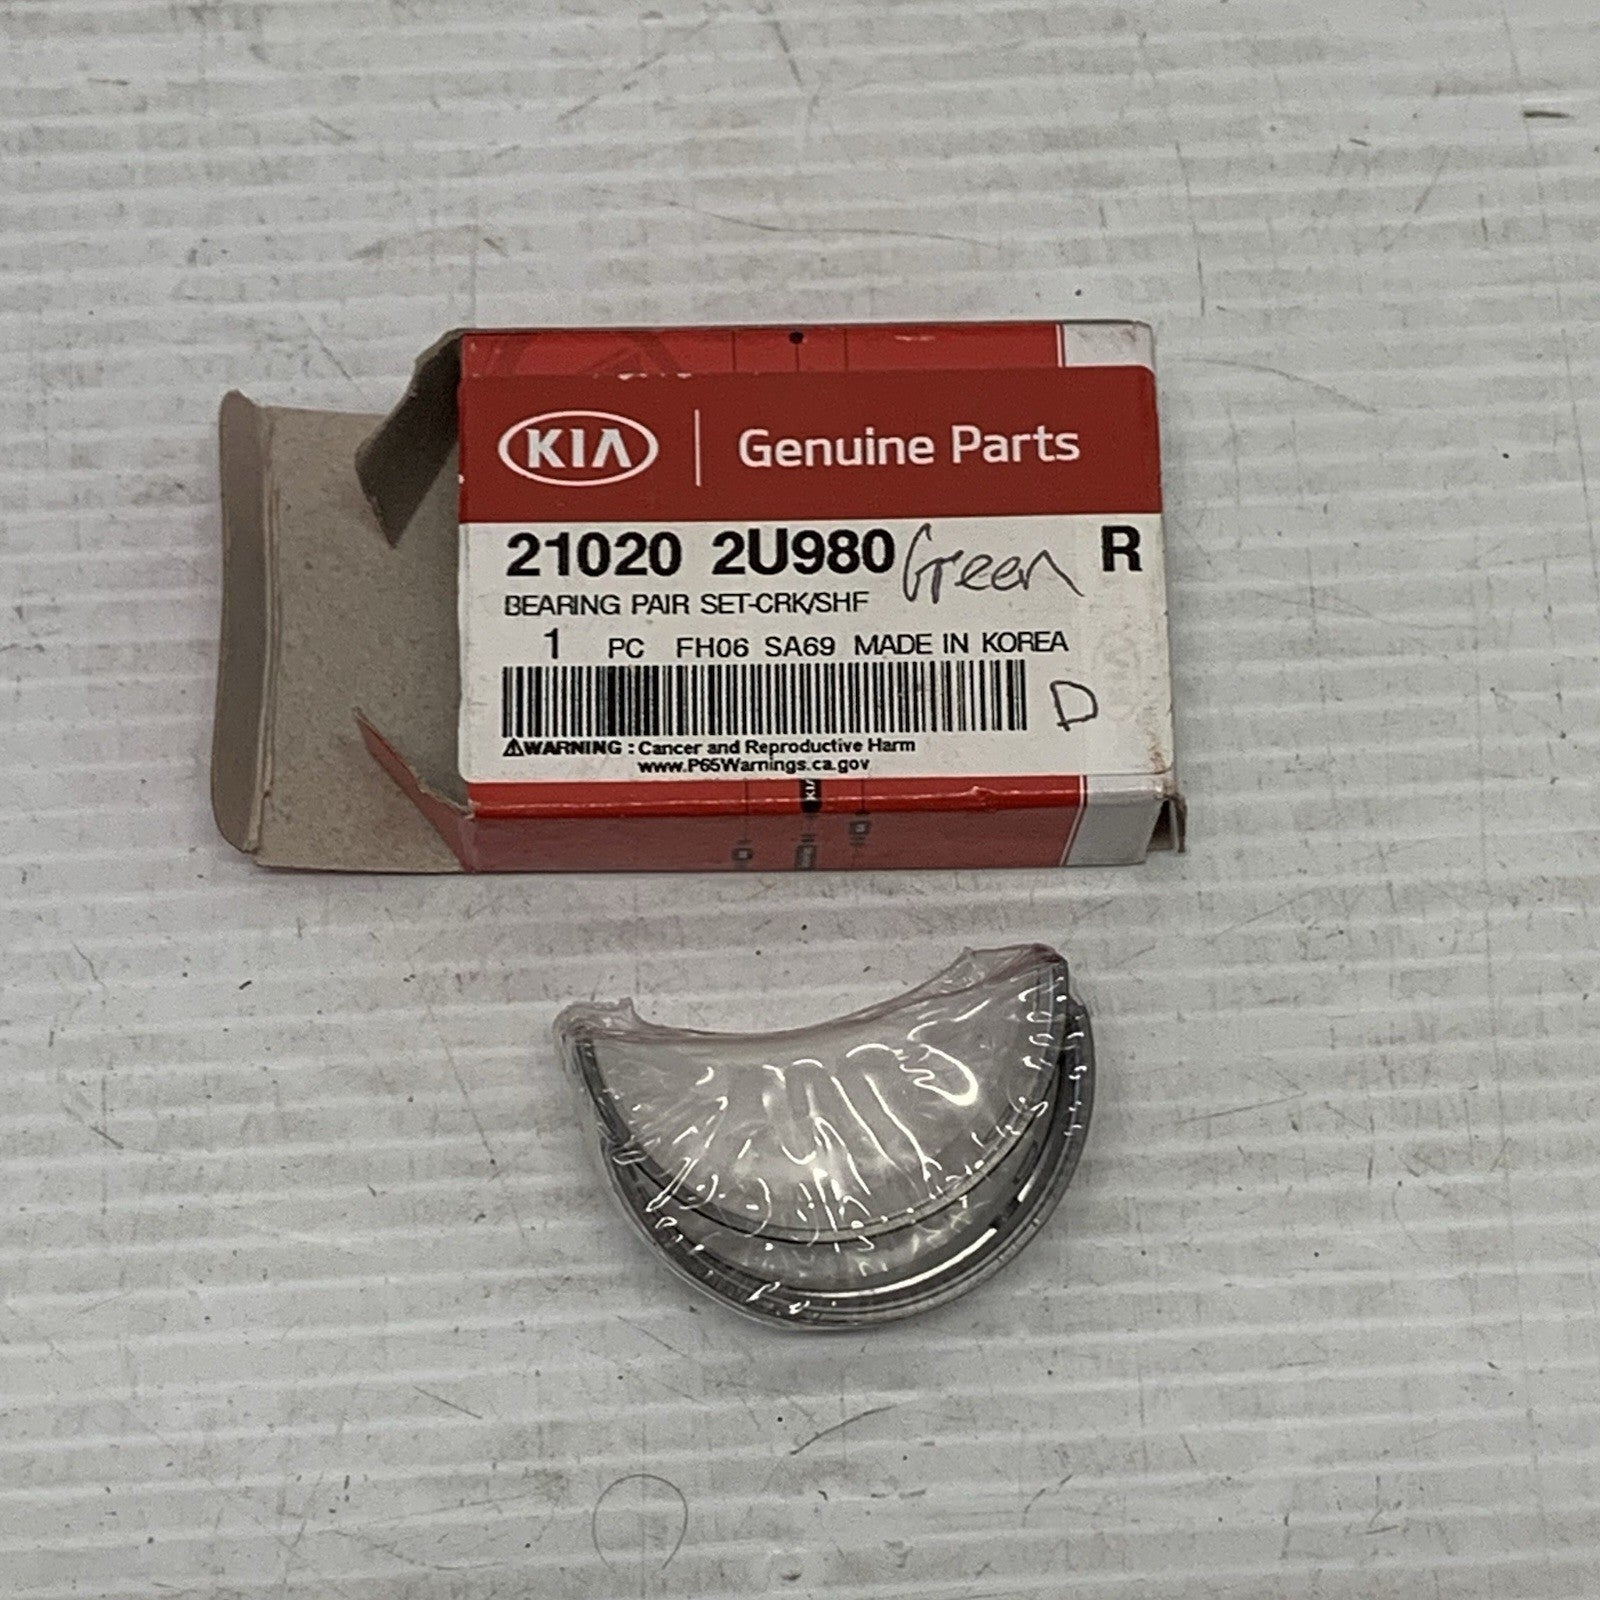 KIA Genuine Parts
21020 2U980 Green R
BEARING PAIR SET-CRK/SHF
1 PC FH06 SA69 MADE IN KOREA
D
⚠WARNING : Cancer and Reproductive Harm
www.P65Warnings.ca.gov
KIA